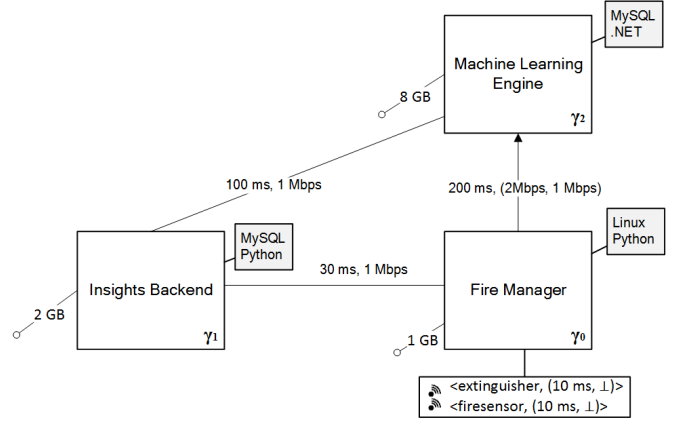 MySQL
.NET
Machine Learning
Engine
8 GB
γ2
100 ms, 1 Mbps
200 ms, (2Mbps, 1 Mbps)
MySQL
Python
Linux
Python
30 ms, 1 Mbps
Insights Backend
Fire Manager
2 GB
γ1
1 GB
γ0
<extinguisher, (10 ms, ⊥)>
<firesensor, (10 ms, ⊥)>